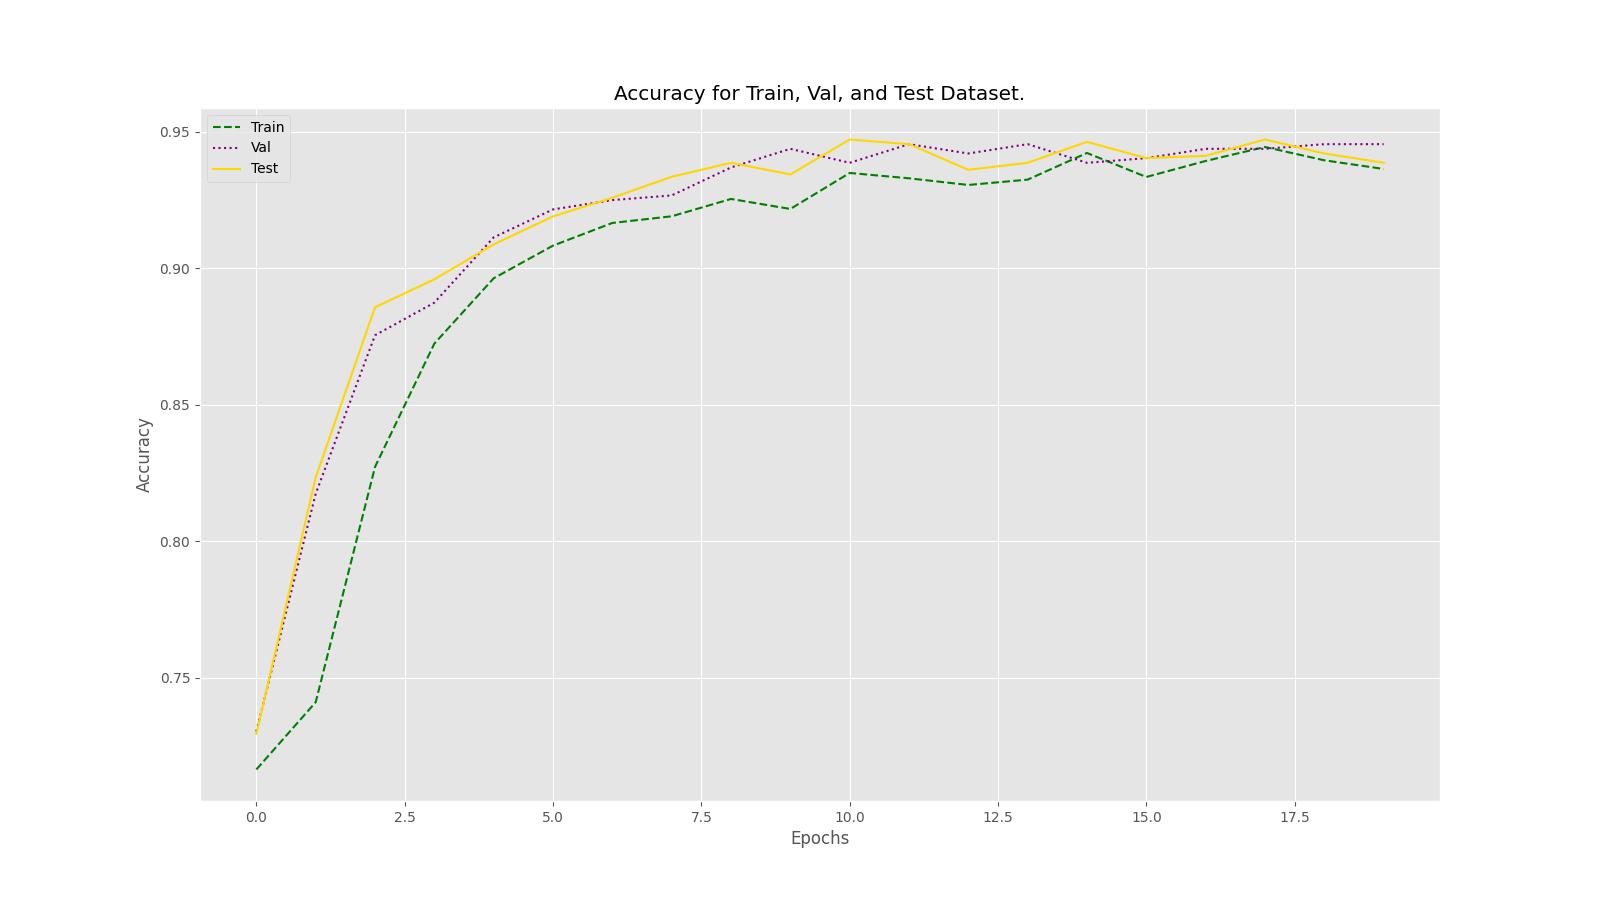 Accuracy for Train, Val, and Test Dataset.
Train
Val
Test
0.95
0.90
0.85
0.80
0.75
Accuracy
0.0 2.5 5.0 7.5 10.0 12.5 15.0 17.5
Epochs